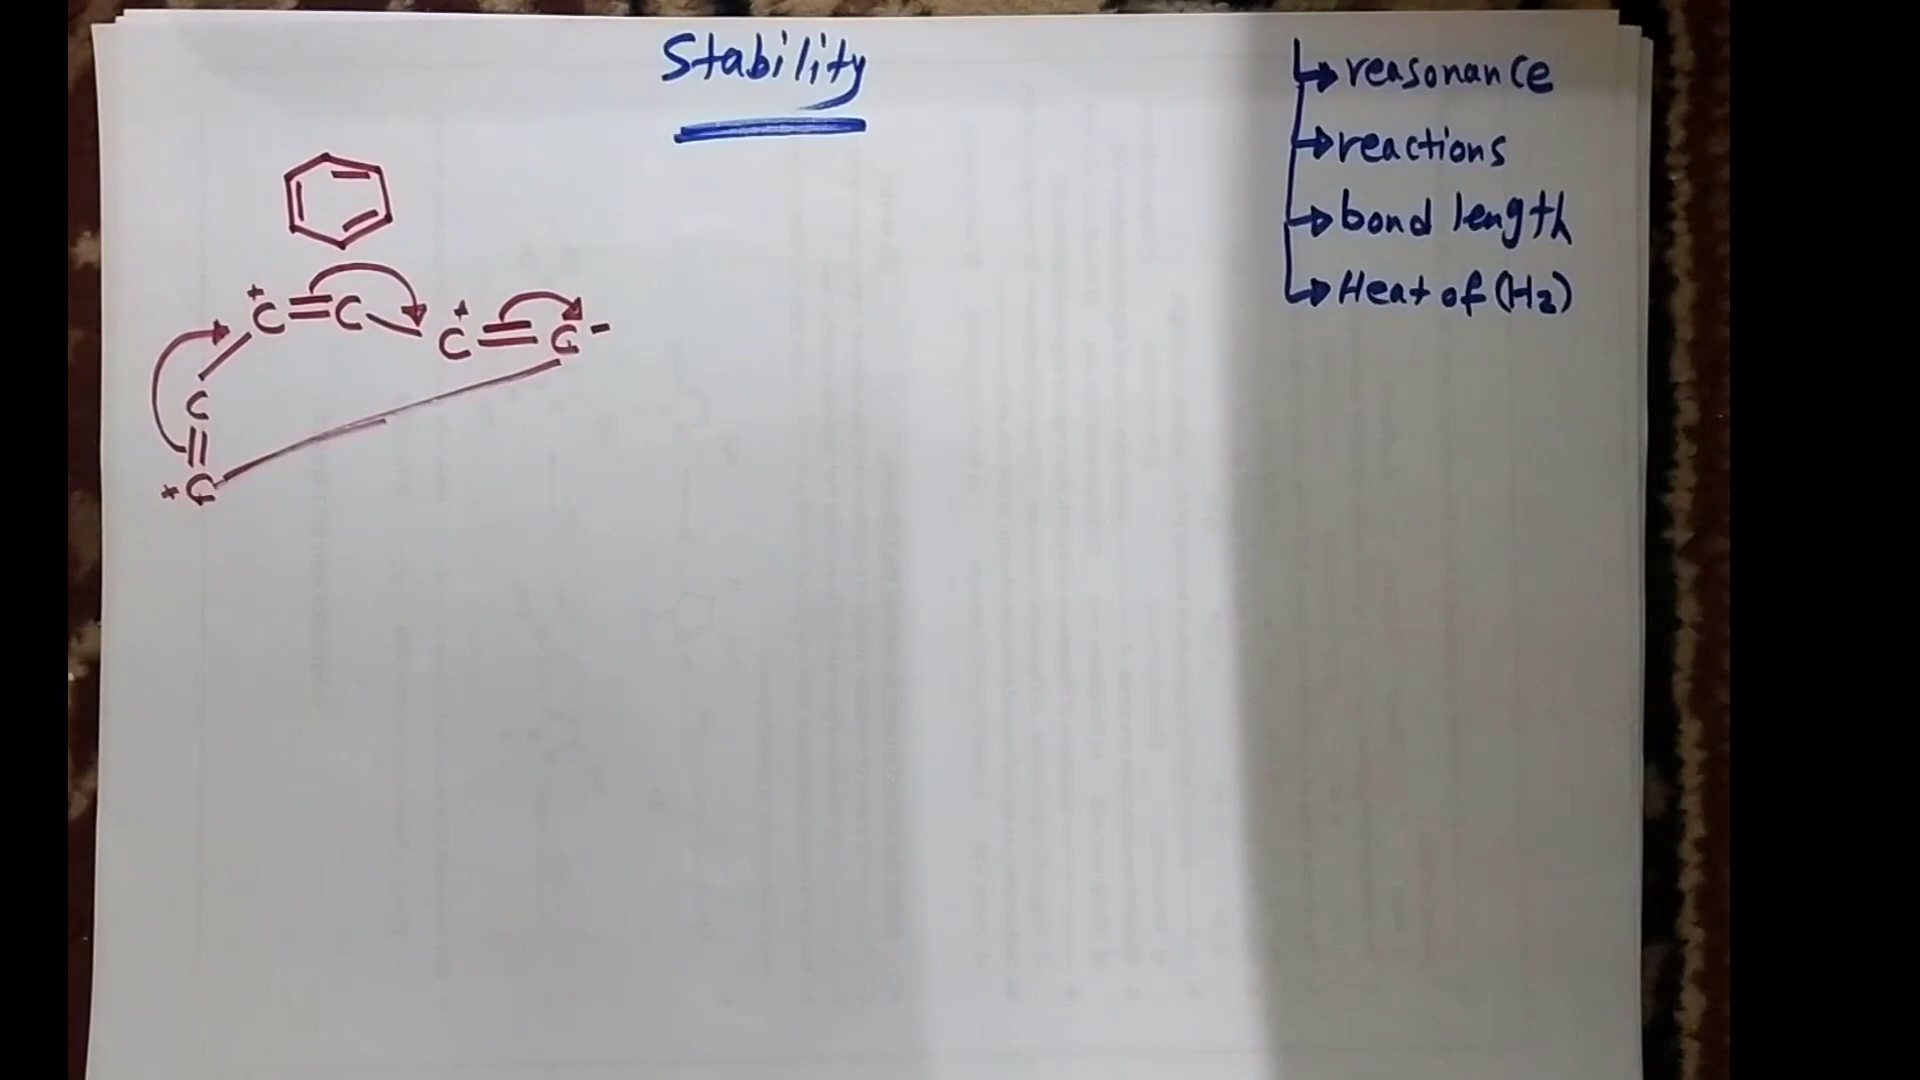 Stability
reasonance
reactions
bond length
Heat of (H2)
+C=C
C+=C-
C
=
+C